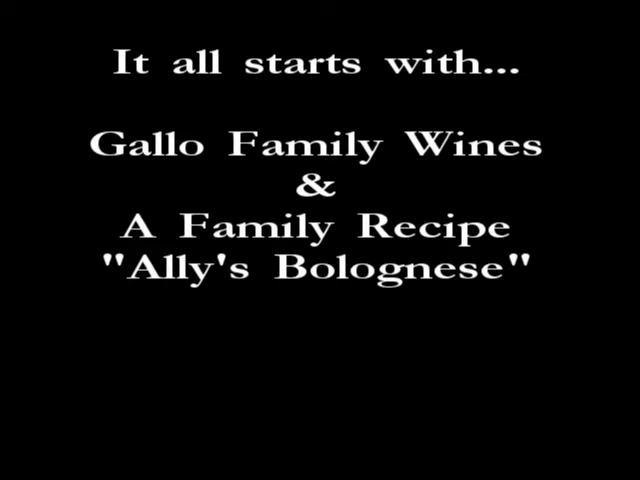 It all starts with...
Gallo Family Wines
&
A Family Recipe
"Ally's Bolognese"